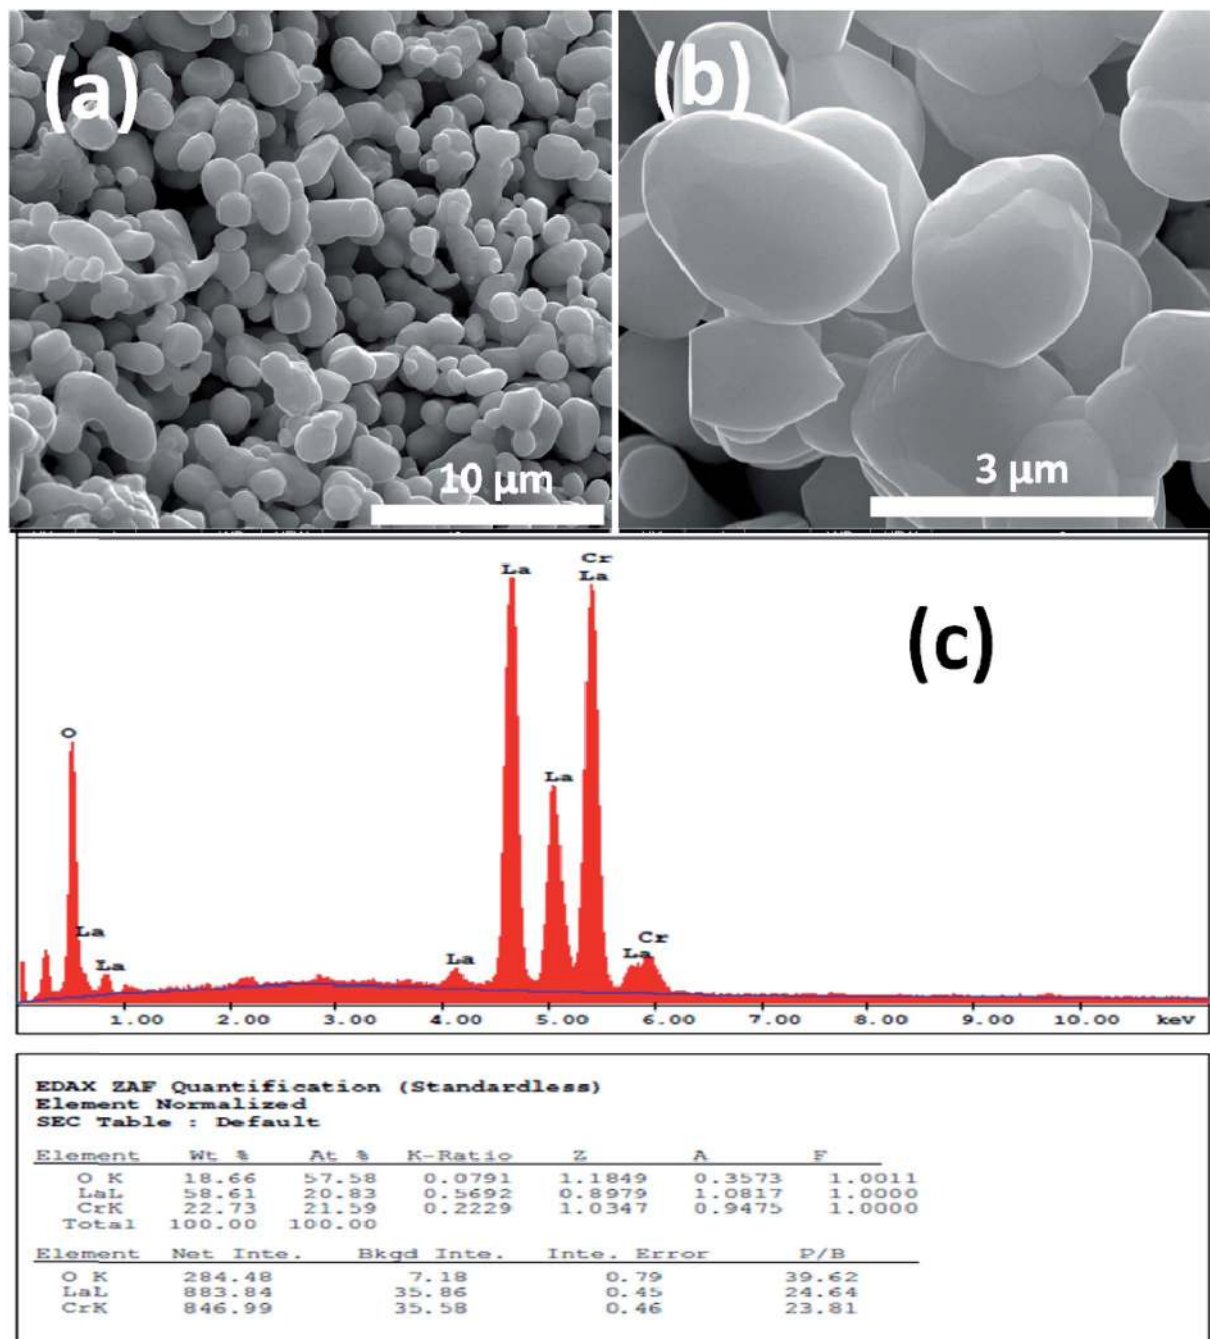 (a)
10 µm
(b)
3 µm
(c)
O
La
La
La
La
La
Cr
La
La
Cr
1.00 2.00 3.00 4.00 5.00 6.00 7.00 8.00 9.00 10.00 keV
EDAX ZAF Quantification (Standardless)
Element Normalized
SEC Table : Default
Element Wt % At % K-Ratio Z A F
O K 18.66 57.58 0.0791 1.1849 0.3573 1.0011
LaL 58.61 20.83 0.5692 0.8979 1.0817 1.0000
CrK 22.73 21.59 0.2229 1.0347 0.9475 1.0000
Total 100.00 100.00
Element Net Inte. Bkgd Inte. Inte. Error P/B
O K 284.48 7.18 0.79 39.62
LaL 883.84 35.86 0.45 24.64
CrK 846.99 35.58 0.46 23.81